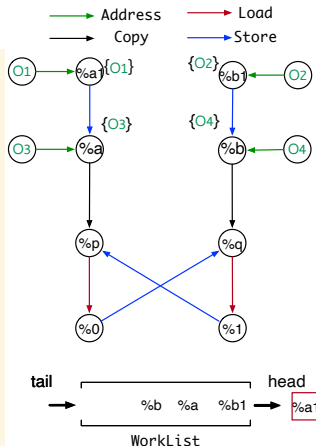 Address Load
Copy Store
O1 %a1 {O1} {O2} %b1 O2
{O3} {O4}
O3 %a %b O4
%p %q
%0 %1
tail head
%b %a %b1 %a1
WorkList